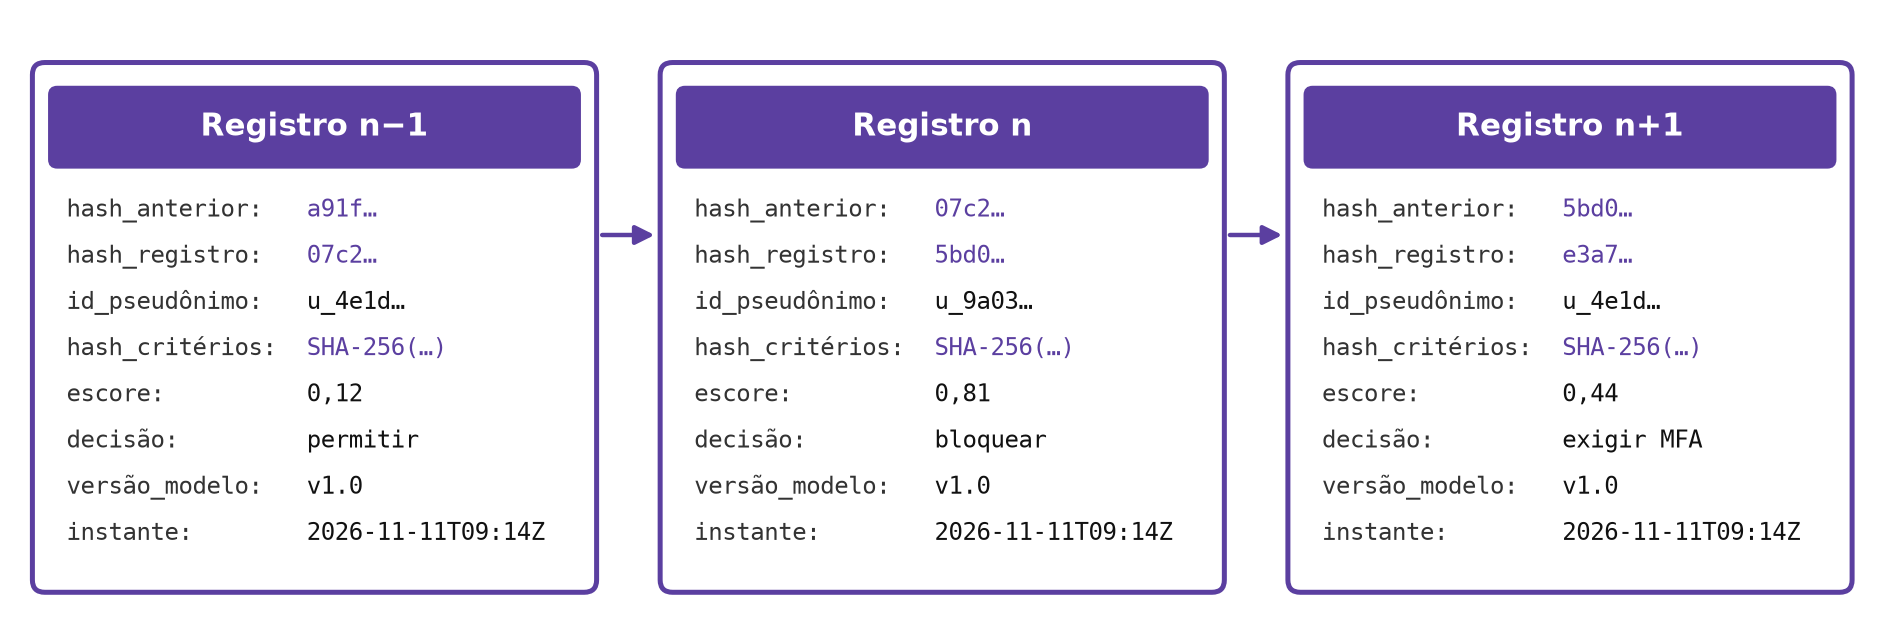 Registro n−1
hash_anterior: a91f…
hash_registro: 07c2…
id_pseudônimo: u_4e1d…
hash_critérios: SHA-256(…)
escore: 0,12
decisão: permitir
versão_modelo: v1.0
instante: 2026-11-11T09:14Z
Registro n
hash_anterior: 07c2…
hash_registro: 5bd0…
id_pseudônimo: u_9a03…
hash_critérios: SHA-256(…)
escore: 0,81
decisão: bloquear
versão_modelo: v1.0
instante: 2026-11-11T09:14Z
Registro n+1
hash_anterior: 5bd0…
hash_registro: e3a7…
id_pseudônimo: u_4e1d…
hash_critérios: SHA-256(…)
escore: 0,44
decisão: exigir MFA
versão_modelo: v1.0
instante: 2026-11-11T09:14Z